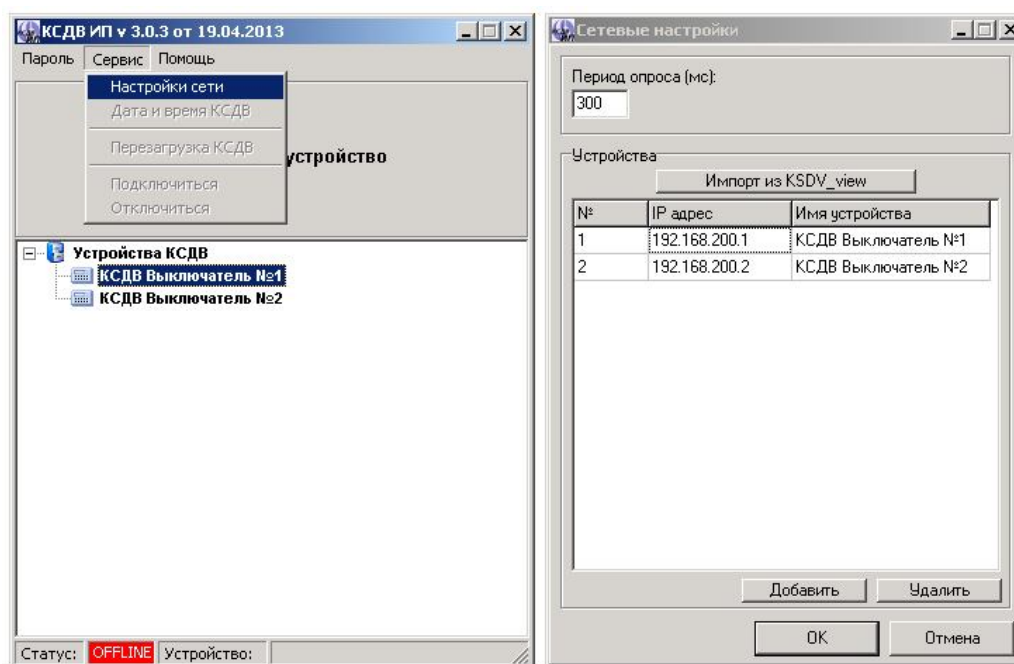 КСДВ ИП v 3.0.3 от 19.04.2013
Пароль Сервис Помощь
Настройки сети
Дата и время КСДВ
Перезагрузка КСДВ
Подключиться
Отключиться
устройство
Устройства КСДВ
КСДВ Выключатель №1
КСДВ Выключатель №2
Статус: OFFLINE Устройство:
Сетевые настройки
Период опроса (мс):
300
Устройства
Импорт из KSDV_view
№ IP адрес Имя устройства
1 192.168.200.1 КСДВ Выключатель №1
2 192.168.200.2 КСДВ Выключатель №2
Добавить Удалить
OK Отмена